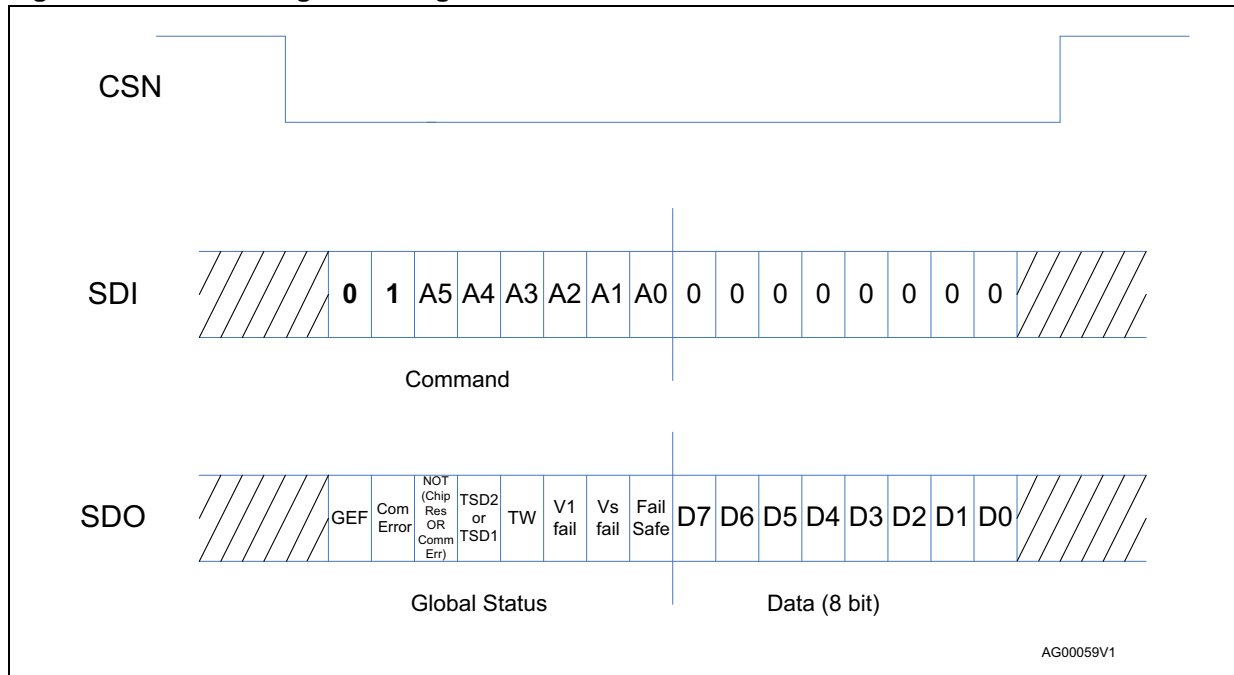 CSN
SDI
0 1 A5 A4 A3 A2 A1 A0 0 0 0 0 0 0 0 0
Command
SDO
GEF
Com
Error
NOT
(Chip
Res
OR
Comm
Err)
TSD2
or
TSD1
TW
V1
fail
Vs
fail
Fail
Safe
D7 D6 D5 D4 D3 D2 D1 D0
Global Status
Data (8 bit)
AG00059V1